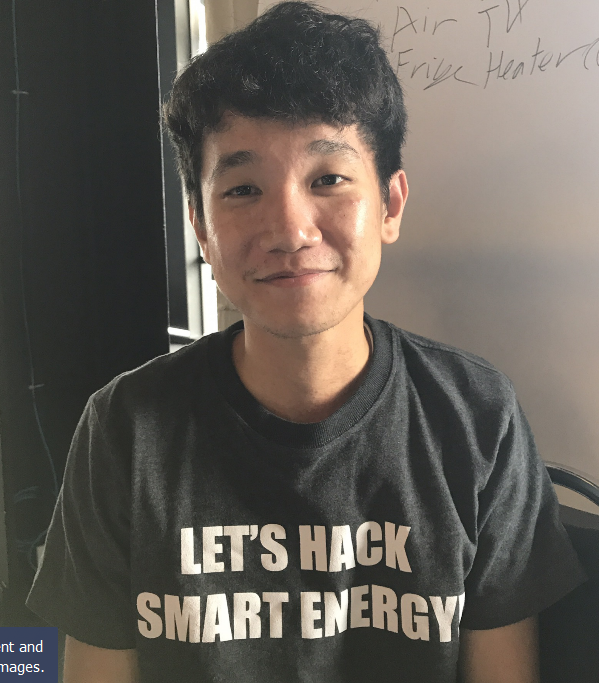 Air TV
Fridge Heater (
LET'S HACK
SMART ENERGY!
nt and
mages.